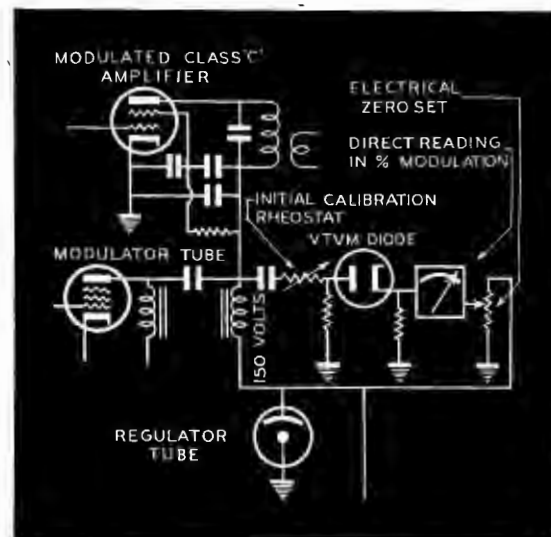 MODULATED CLASS "C"
AMPLIFIER
ELECTRICAL
ZERO SET
DIRECT READING
IN % MODULATION
INITIAL CALIBRATION
RHEOSTAT
VTVM DIODE
MODULATOR TUBE
150 VOLTS
REGULATOR
TUBE